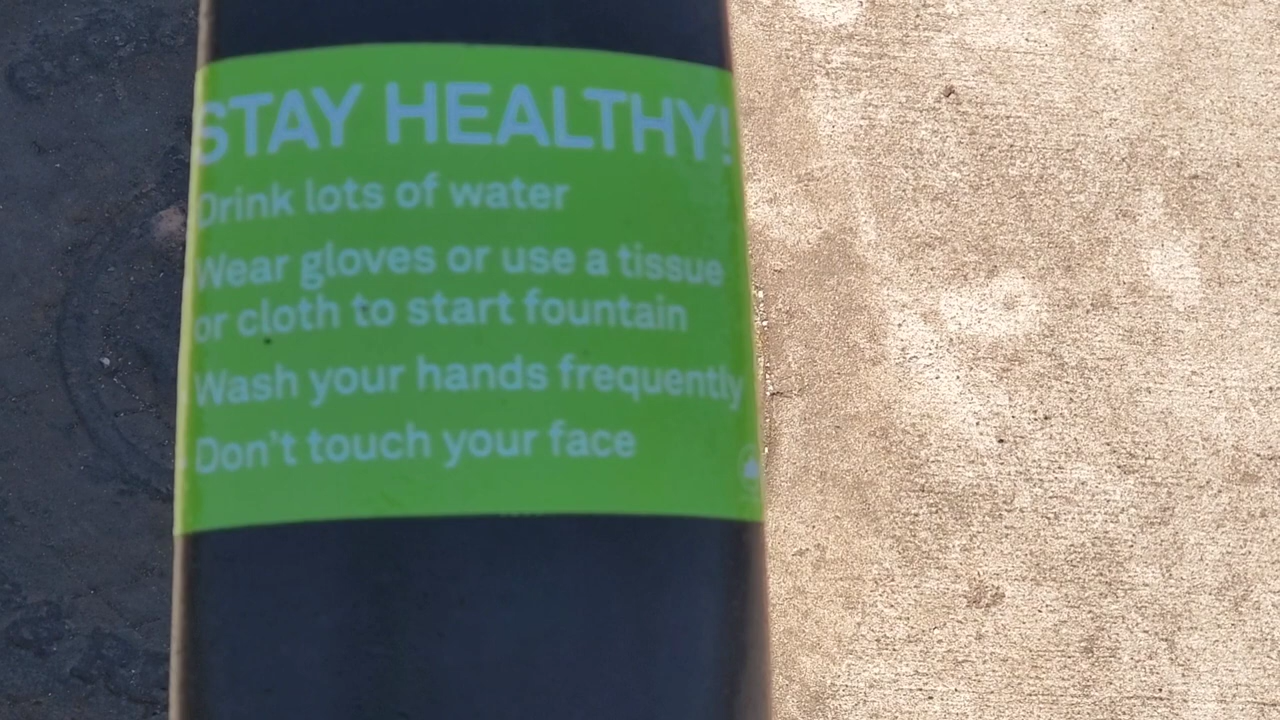 STAY HEALTHY!
Drink lots of water
Wear gloves or use a tissue
or cloth to start fountain
Wash your hands frequently
Don't touch your face